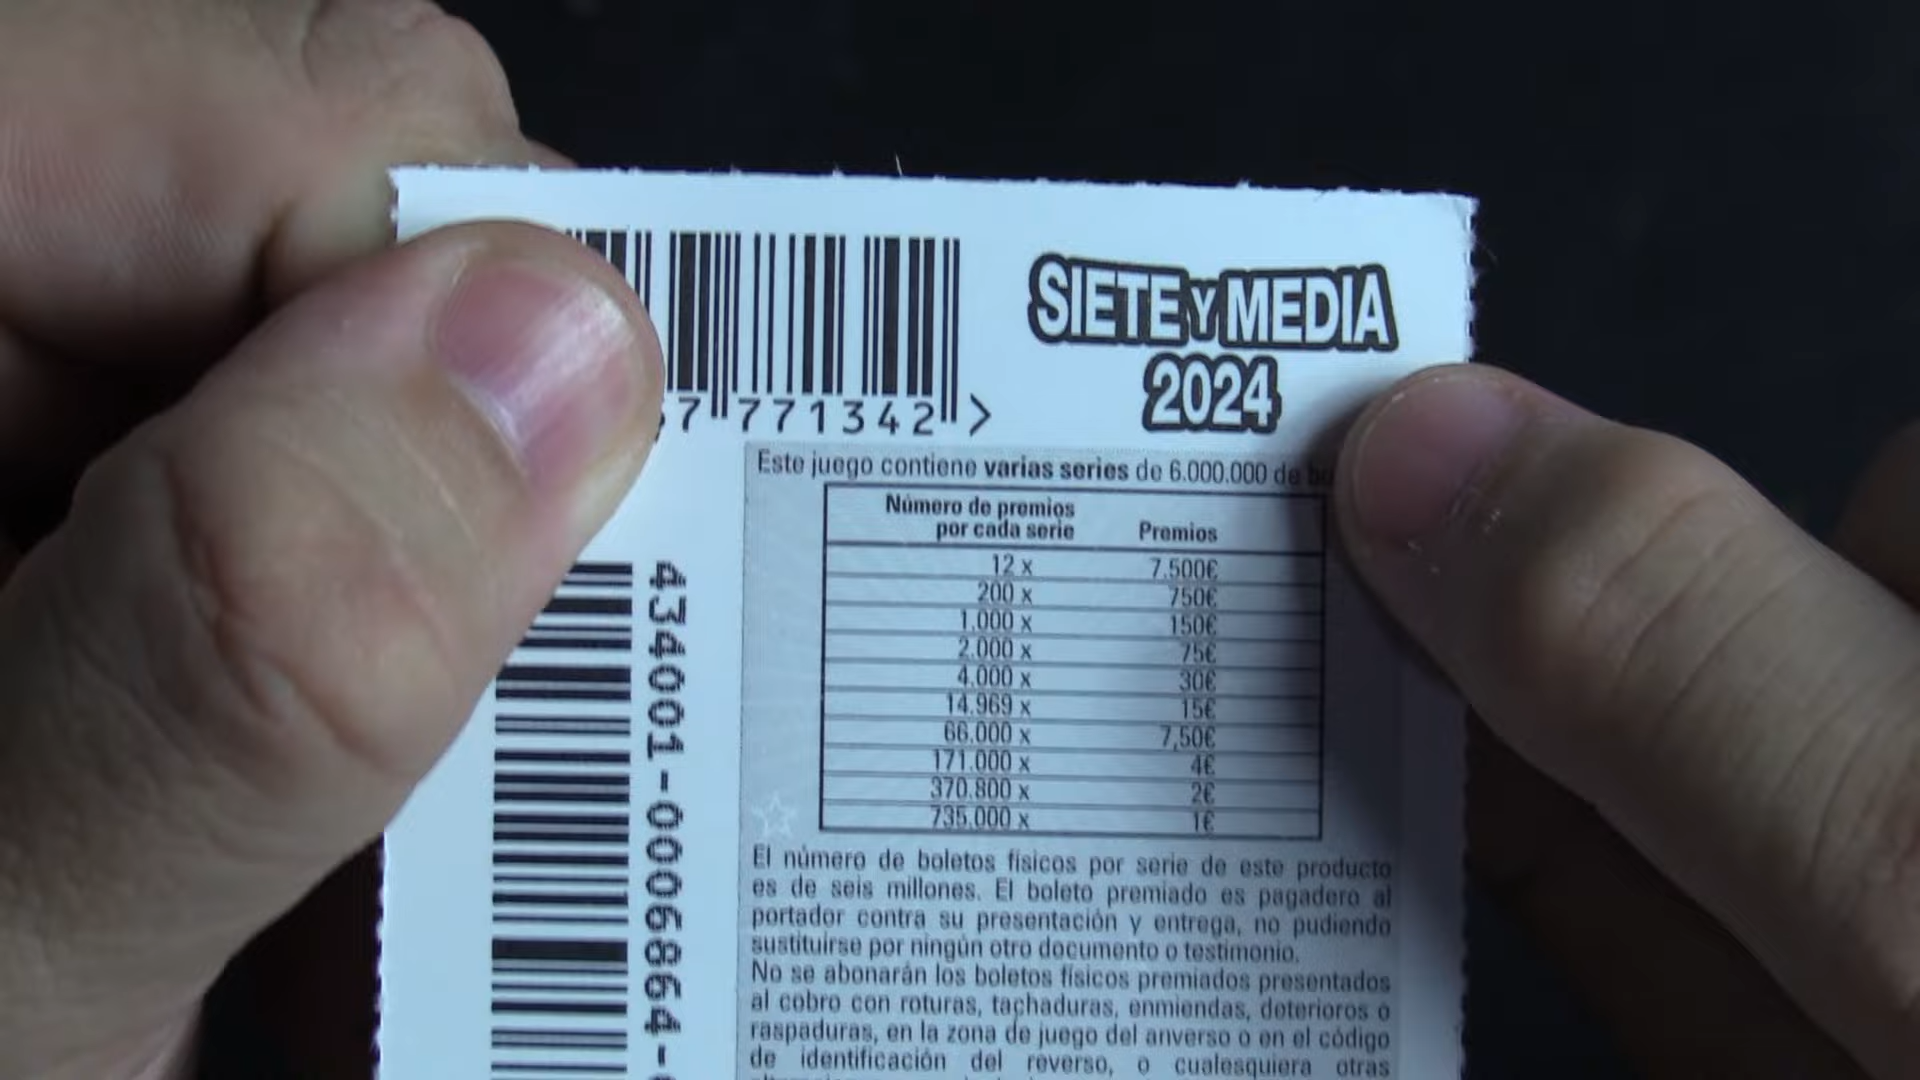 7 771342 >
SIETE Y MEDIA
2024
Este juego contiene varias series de 6.000.000 de
Número de premios
por cada serie Premios
12 x 7.500€
200 x 750€
1.000 x 150€
2.000 x 75€
4.000 x 30€
14.969 x 15€
66.000 x 7,50€
171.000 x 4€
370.800 x 2€
735.000 x 1€
434001-0006864-
El número de boletos físicos por serie de este producto
es de seis millones. El boleto premiado es pagadero al
portador contra su presentación y entrega, no pudiendo
sustituirse por ningún otro documento o testimonio.
No se abonarán los boletos físicos premiados presentados
al cobro con roturas, tachaduras, enmiendas, deterioros o
raspaduras, en la zona de juego del anverso o en el código
de identificación del reverso, o cualesquiera otras